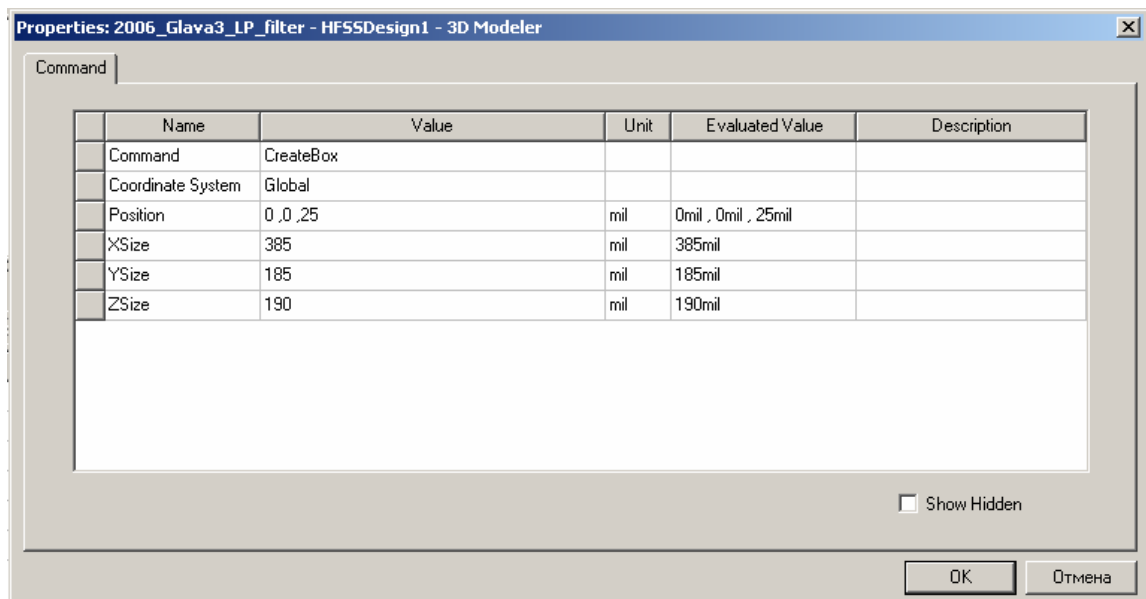 Properties: 2006_Glava3_LP_filter - HFSSDesign1 - 3D Modeler
Command
Name Value Unit Evaluated Value Description
Command CreateBox
Coordinate System Global
Position 0 ,0 ,25 mil 0mil , 0mil , 25mil
XSize 385 mil 385mil
YSize 185 mil 185mil
ZSize 190 mil 190mil
Show Hidden
OK Отмена